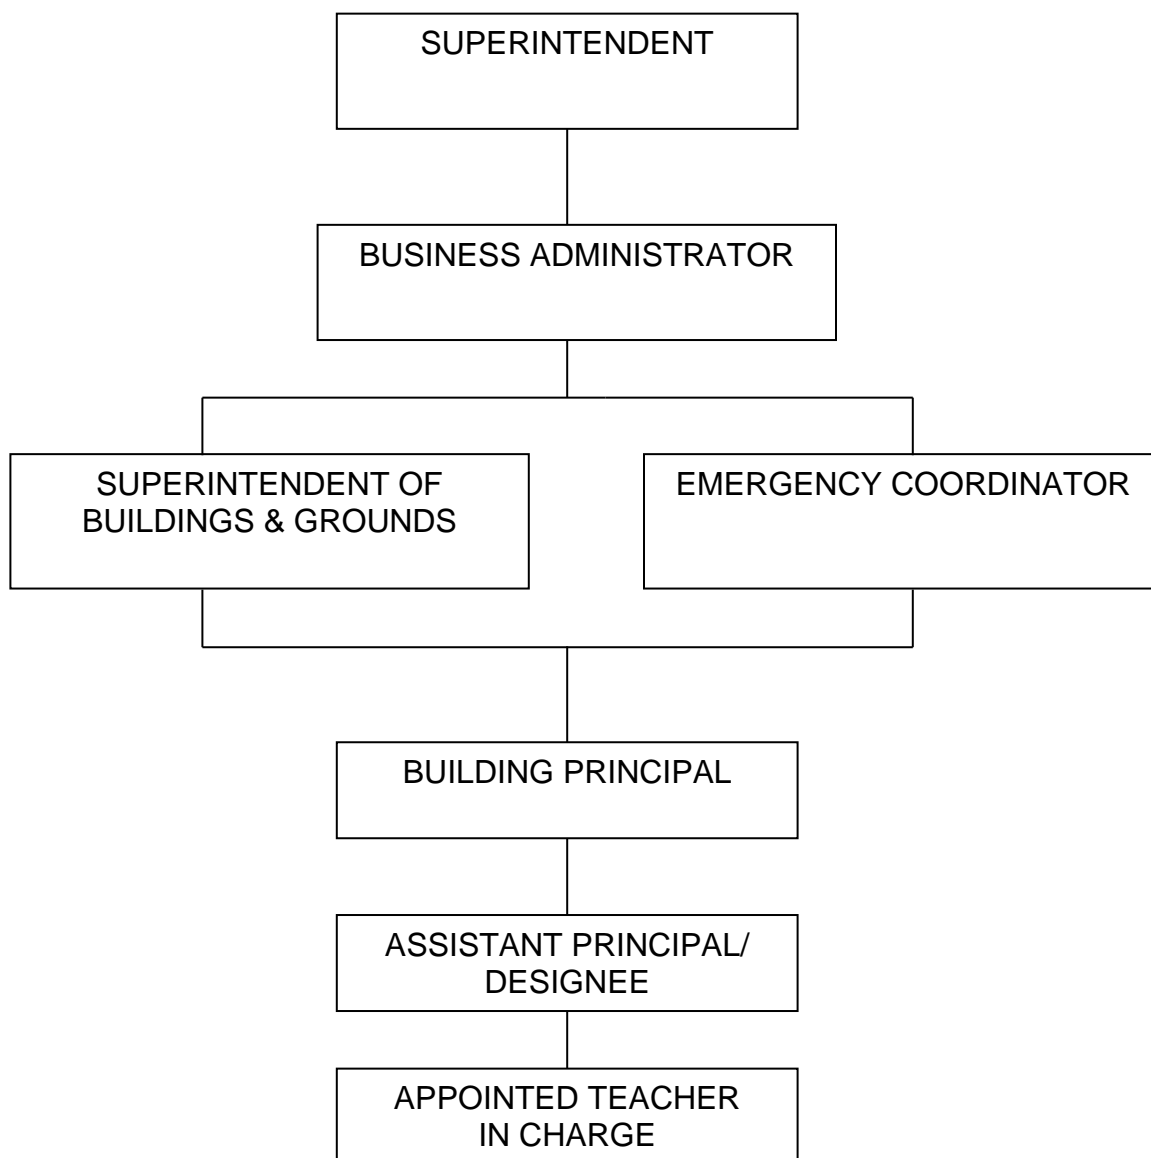 SUPERINTENDENT
BUSINESS ADMINISTRATOR
SUPERINTENDENT OF
BUILDINGS & GROUNDS
EMERGENCY COORDINATOR
BUILDING PRINCIPAL
ASSISTANT PRINCIPAL/
DESIGNEE
APPOINTED TEACHER
IN CHARGE